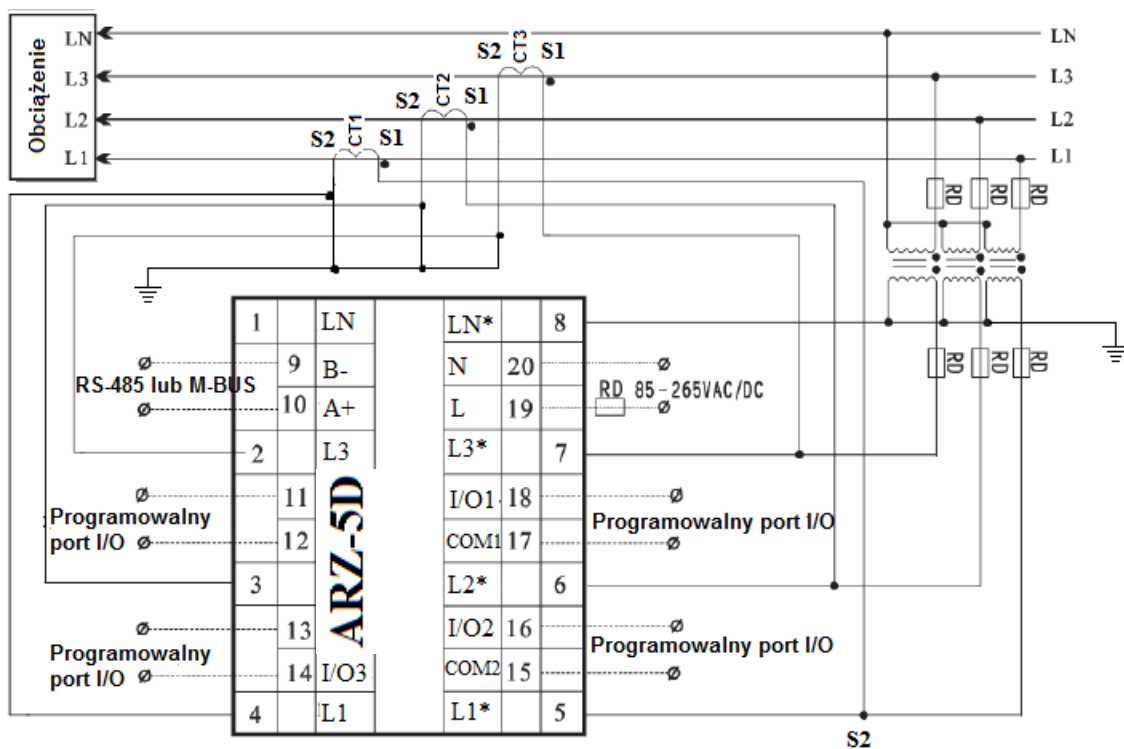 Obciążenie
LN
L3
L2
L1
S2 CT3 S1
S2 CT2 S1
S2 CT1 S1
LN
L3
L2
L1
RD RD RD
RD RD RD
1 LN LN* 8
9 B- N 20
RS-485 lub M-BUS
10 A+ L 19
RD 85-265VAC/DC
2 L3 L3* 7
ARZ-5D
11 I/O1 18
Programowalny
port I/O
12 COM1 17
Programowalny port I/O
3 L2* 6
13 I/O2 16
Programowalny
port I/O
14 I/O3 COM2 15
Programowalny port I/O
4 L1 L1* 5
S2